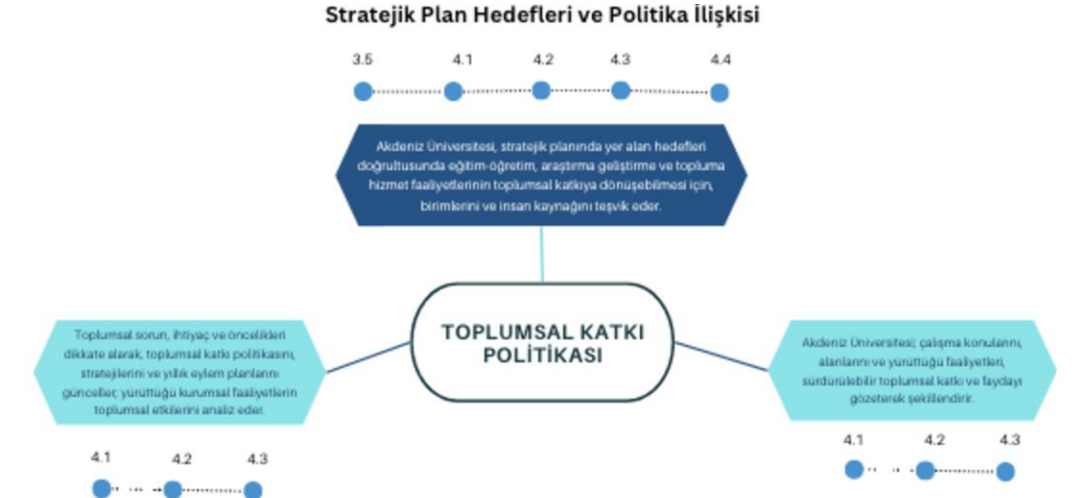 Stratejik Plan Hedefleri ve Politika İlişkisi
3.5 4.1 4.2 4.3 4.4
Akdeniz Üniversitesi, stratejik planında yer alan hedefleri
doğrultusunda eğitim-öğretim, araştırma geliştirme ve topluma
hizmet faaliyetlerinin toplumsal katkıya dönüşebilmesi için,
birimlerini ve insan kaynağını teşvik eder.
TOPLUMSAL KATKI
POLİTİKASI
Toplumsal sorun, ihtiyaç ve öncelikleri
dikkate alarak, toplumsal katkı politikasını,
stratejilerini ve yıllık eylem planlarını
günceller, yürüttüğü kurumsal faaliyetlerin
toplumsal etkilerini analiz eder.
4.1 4.2 4.3
Akdeniz Üniversitesi; çalışma konularını,
alanlarını ve yürüttüğü faaliyetleri,
sürdürülebilir toplumsal katkı ve faydayı
gözeterek şekillendirir.
4.1 4.2 4.3